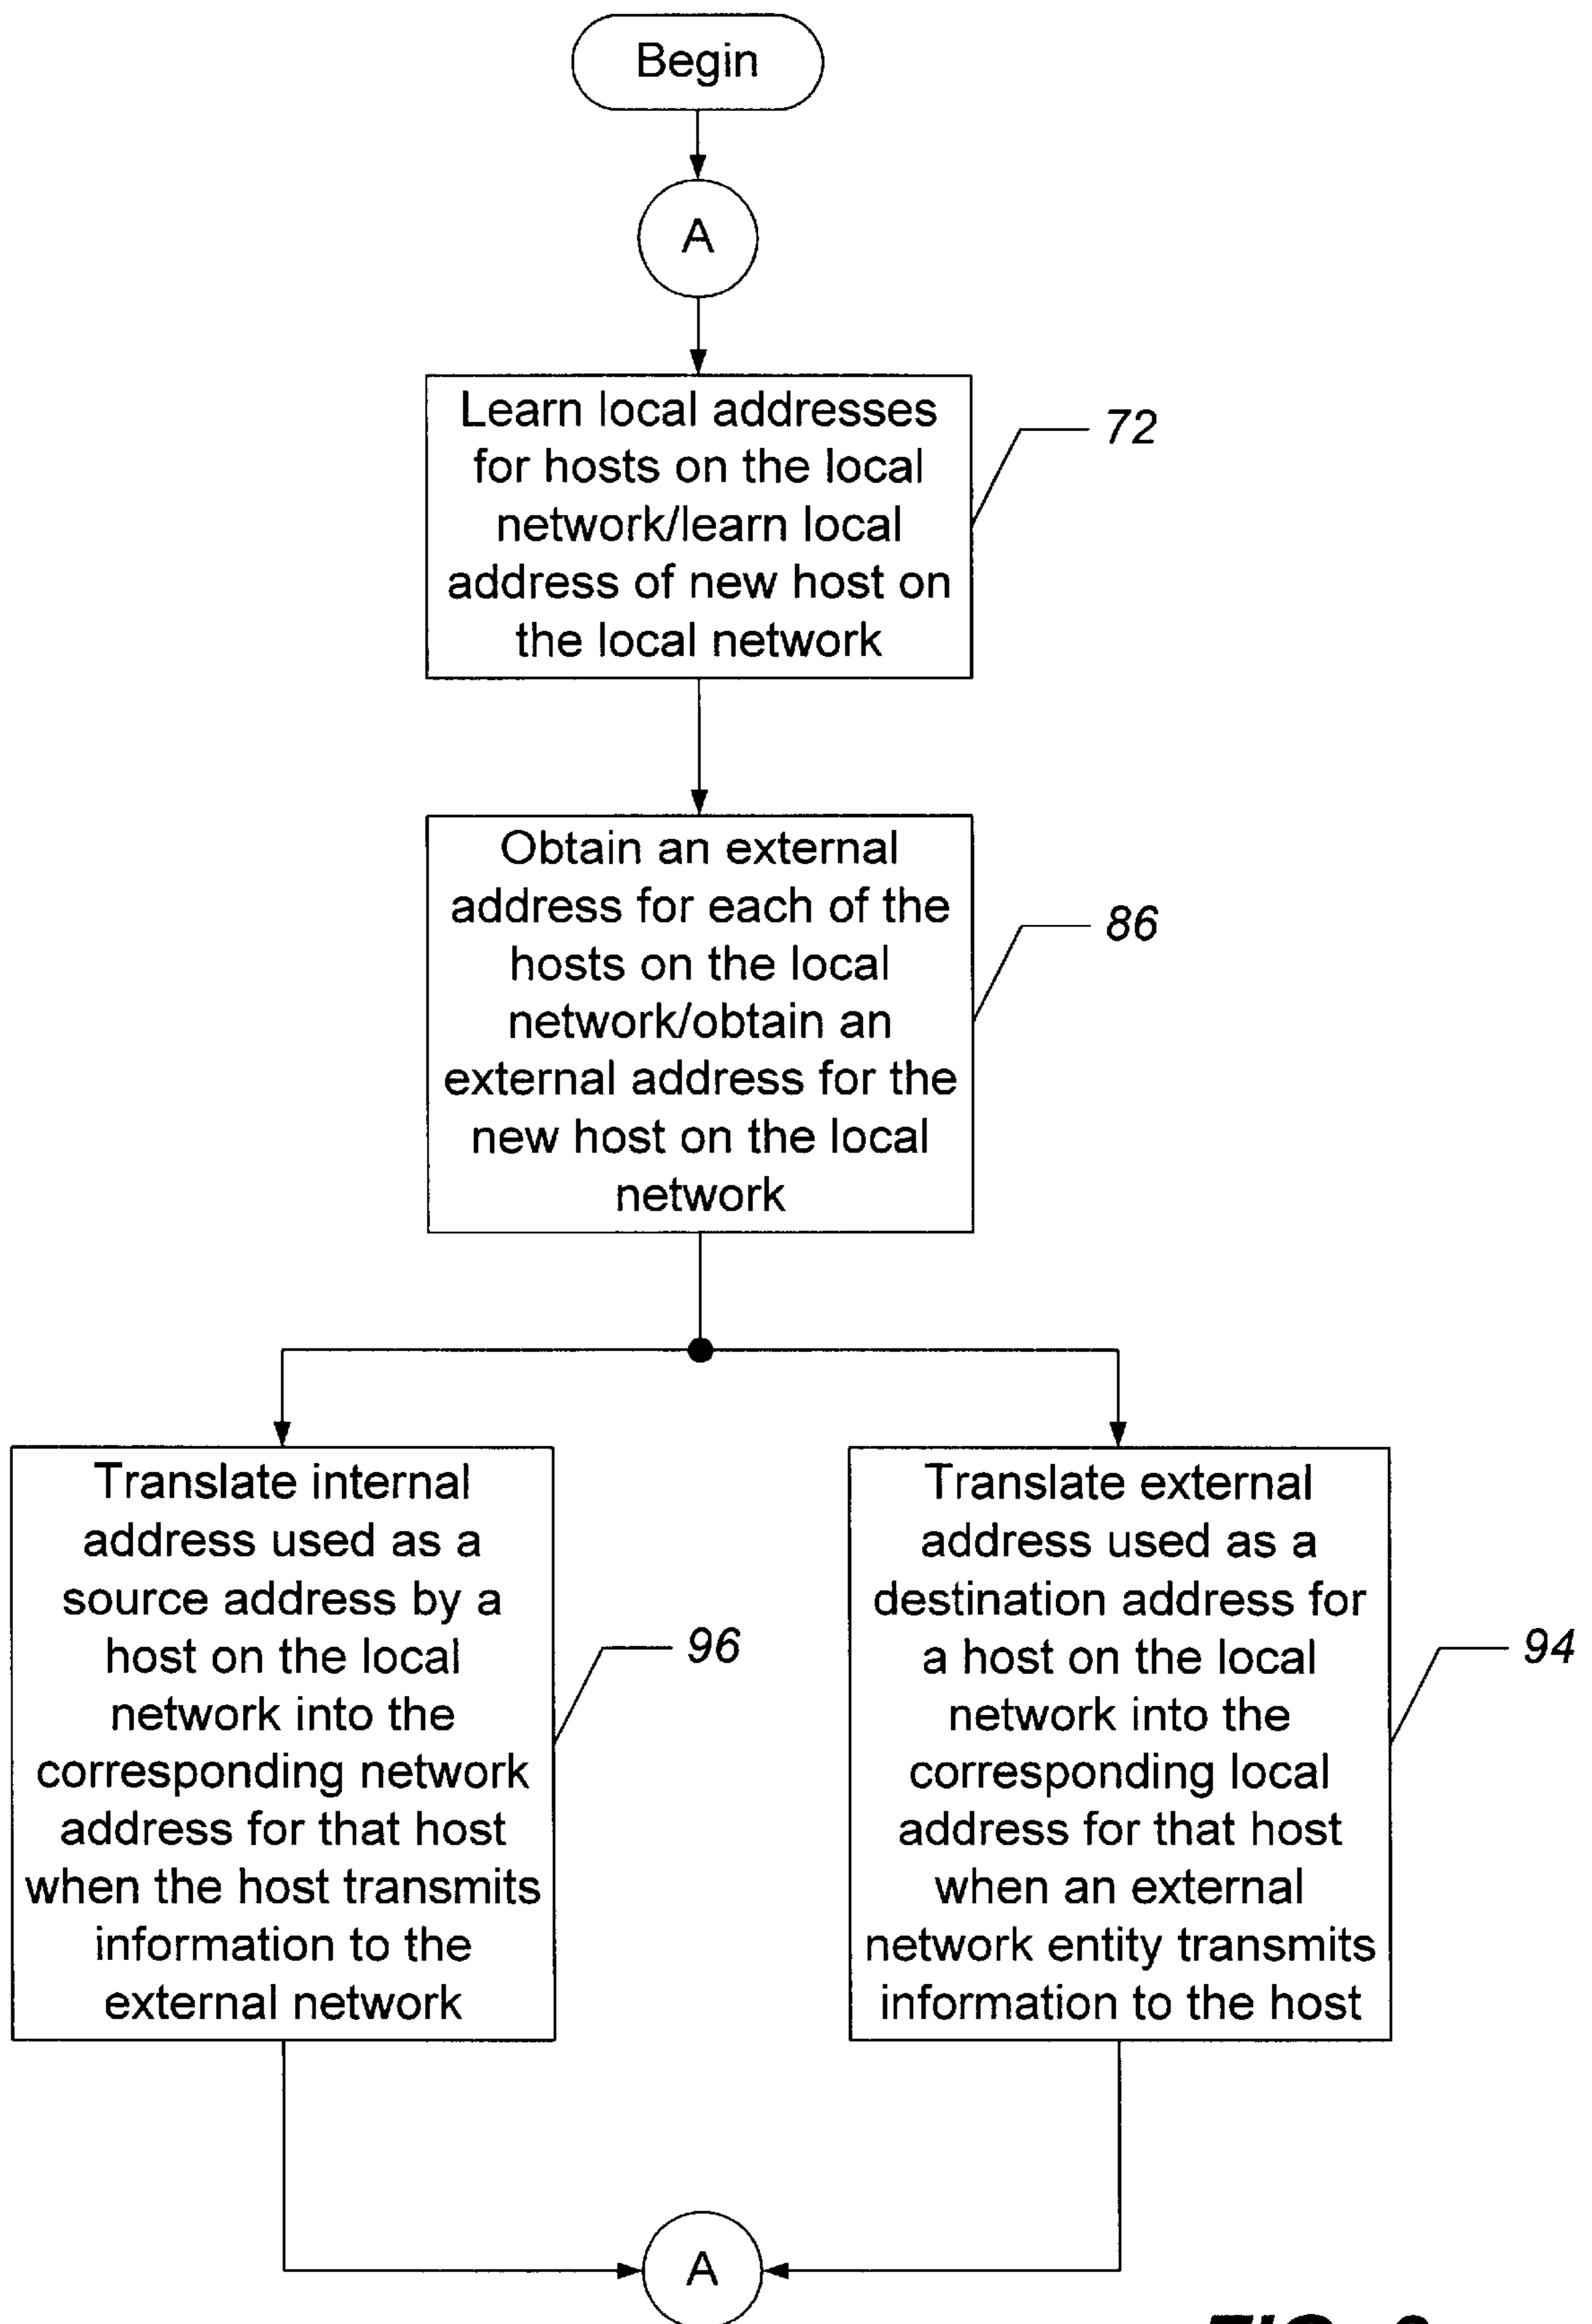 Begin
A
Learn local addresses
for hosts on the local
network/learn local
address of new host on
the local network
72
Obtain an external
address for each of the
hosts on the local
network/obtain an
external address for the
new host on the local
network
86
Translate internal
address used as a
source address by a
host on the local
network into the
corresponding network
address for that host
when the host transmits
information to the
external network
96
Translate external
address used as a
destination address for
a host on the local
network into the
corresponding local
address for that host
when an external
network entity transmits
information to the host
94
A